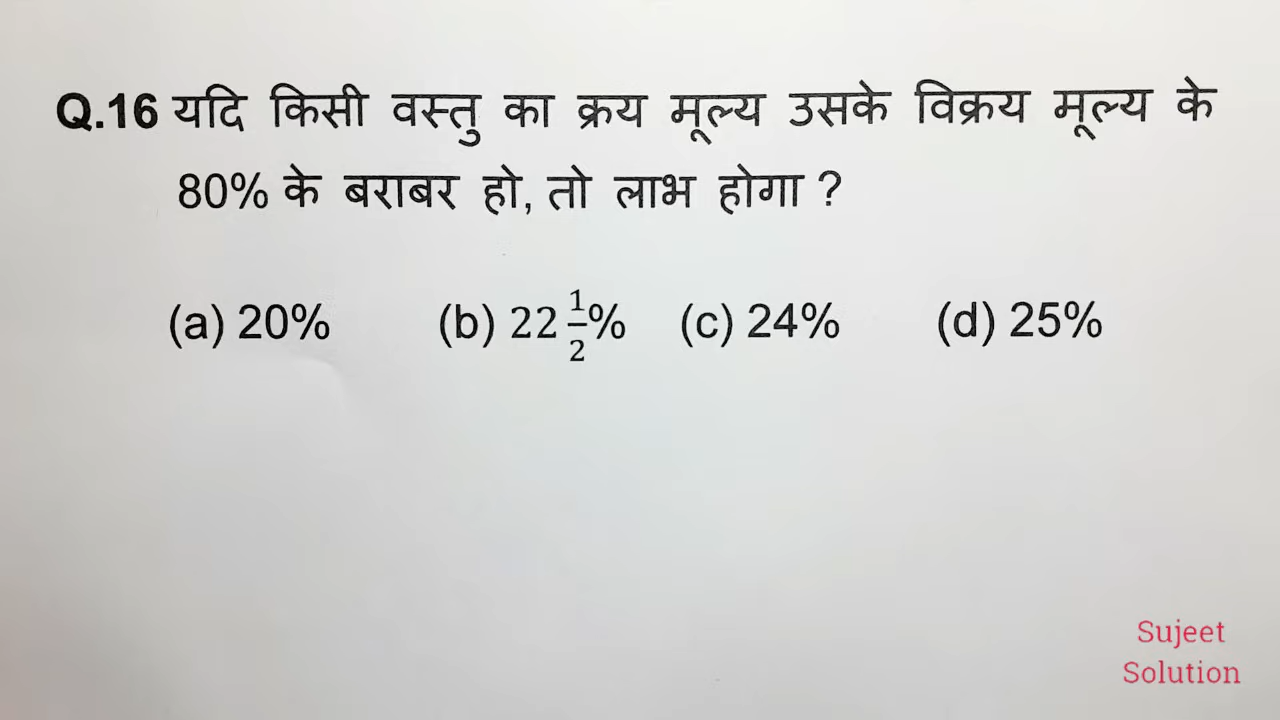 Q.16 यदि किसी वस्तु का क्रय मूल्य उसके विक्रय मूल्य के
80% के बराबर हो, तो लाभ होगा ?
(a) 20% (b) 22 1/2% (c) 24% (d) 25%
Sujeet
Solution